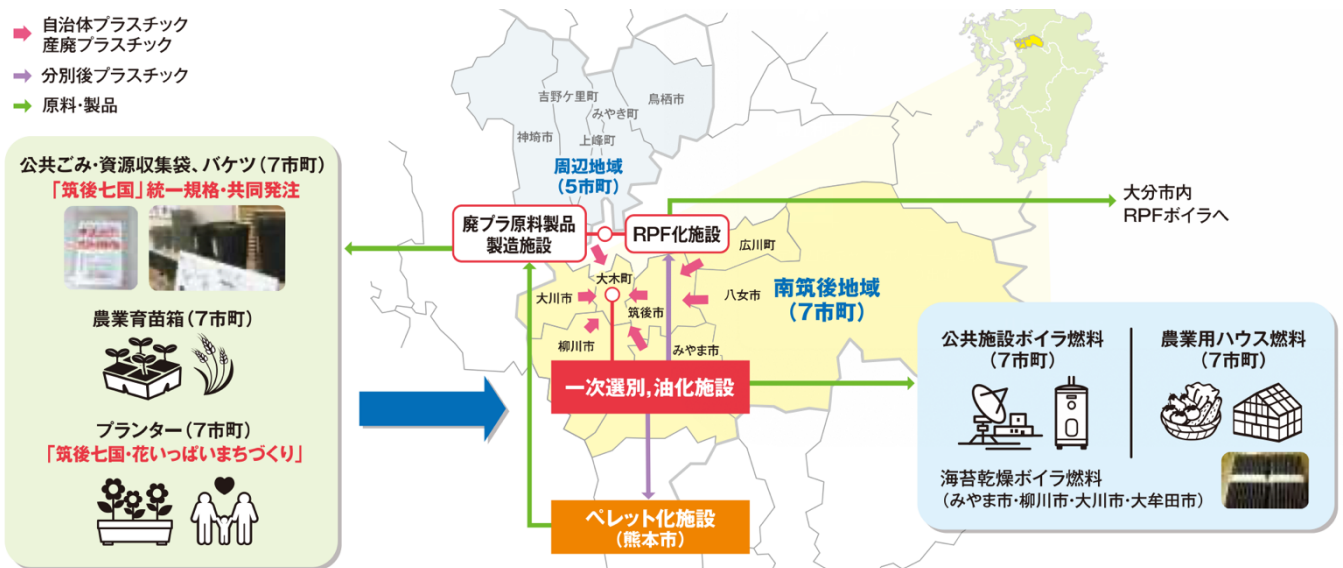 自治体プラスチック
産廃プラスチック
分別後プラスチック
原料・製品
公共ごみ・資源収集袋、バケツ（7市町）
「筑後七国」統一規格・共同発注
農業育苗箱（7市町）
プランター（7市町）
「筑後七国・花いっぱいまちづくり」
吉野ケ里町
鳥栖市
みやき町
神埼市
上峰町
周辺地域
（5市町）
廃プラ原料製品
製造施設
RPF化施設
大分市内
RPFボイラへ
広川町
大木町
大川市
筑後市
八女市
南筑後地域
（7市町）
柳川市
みやま市
一次選別,油化施設
ペレット化施設
（熊本市）
公共施設ボイラ燃料
（7市町）
農業用ハウス燃料
（7市町）
海苔乾燥ボイラ燃料
（みやま市・柳川市・大川市・大牟田市）